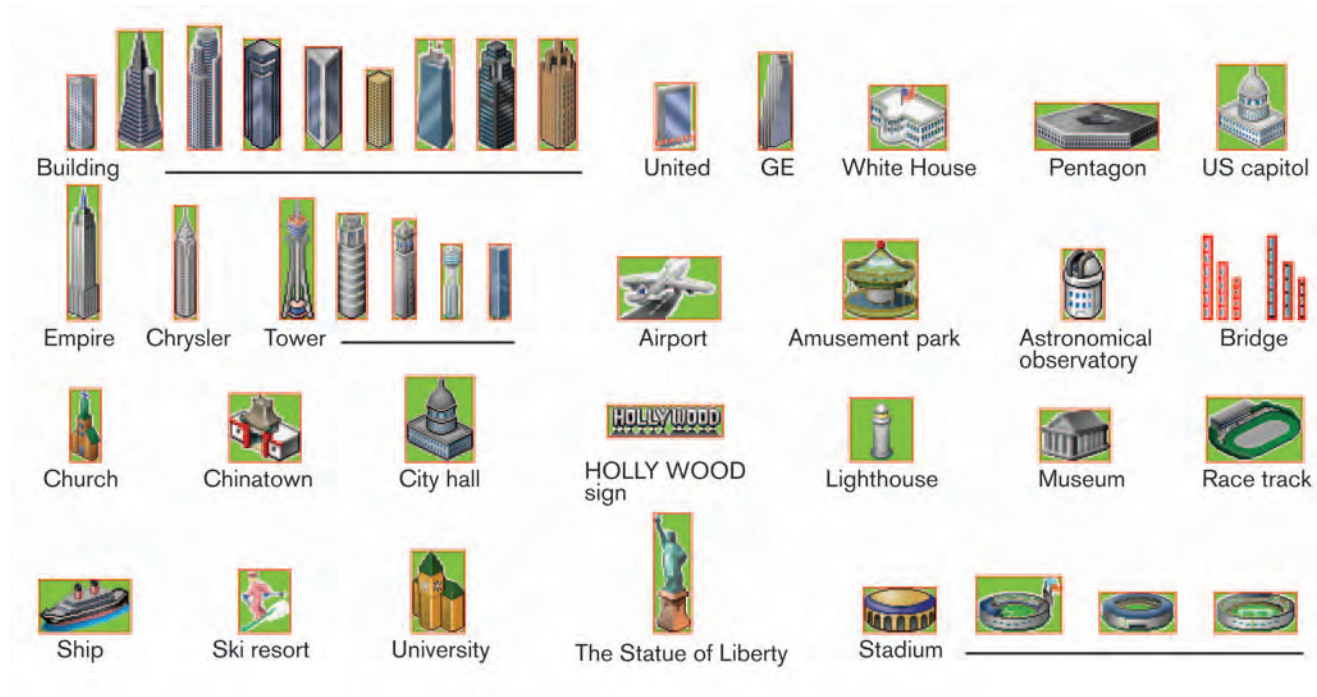 Building
United
GE
White House
Pentagon
US capitol
Empire
Chrysler
Tower
Airport
Amusement park
Astronomical
observatory
Bridge
Church
Chinatown
City hall
HOLLYWOOD
HOLLY WOOD
sign
Lighthouse
Museum
Race track
Ship
Ski resort
University
The Statue of Liberty
Stadium